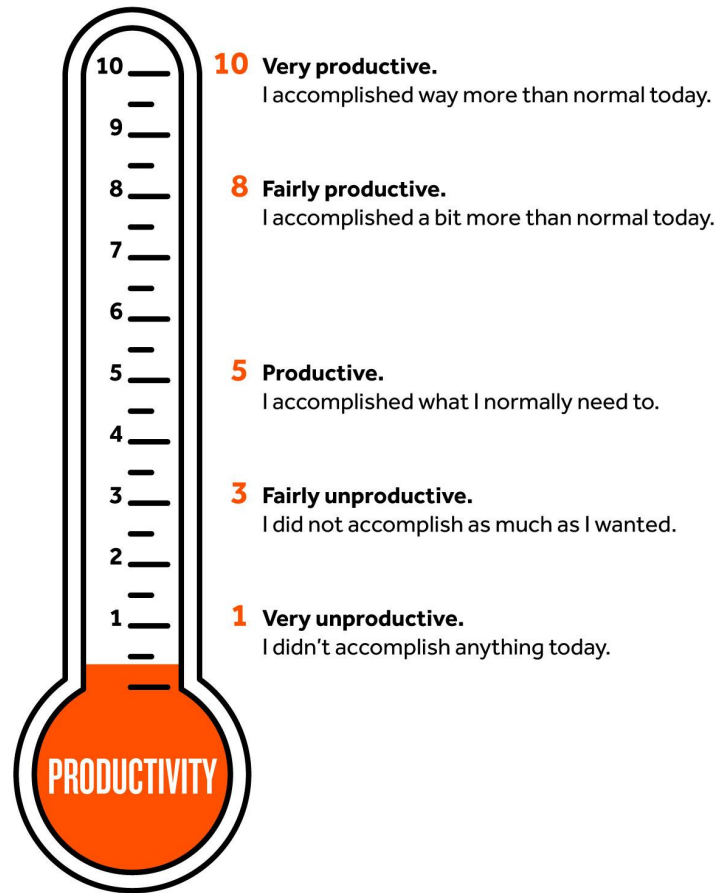 10
10 Very productive.
I accomplished way more than normal today.
9
8
8 Fairly productive.
I accomplished a bit more than normal today.
7
6
5
5 Productive.
I accomplished what I normally need to.
4
3
3 Fairly unproductive.
I did not accomplish as much as I wanted.
2
1
1 Very unproductive.
I didn't accomplish anything today.
PRODUCTIVITY